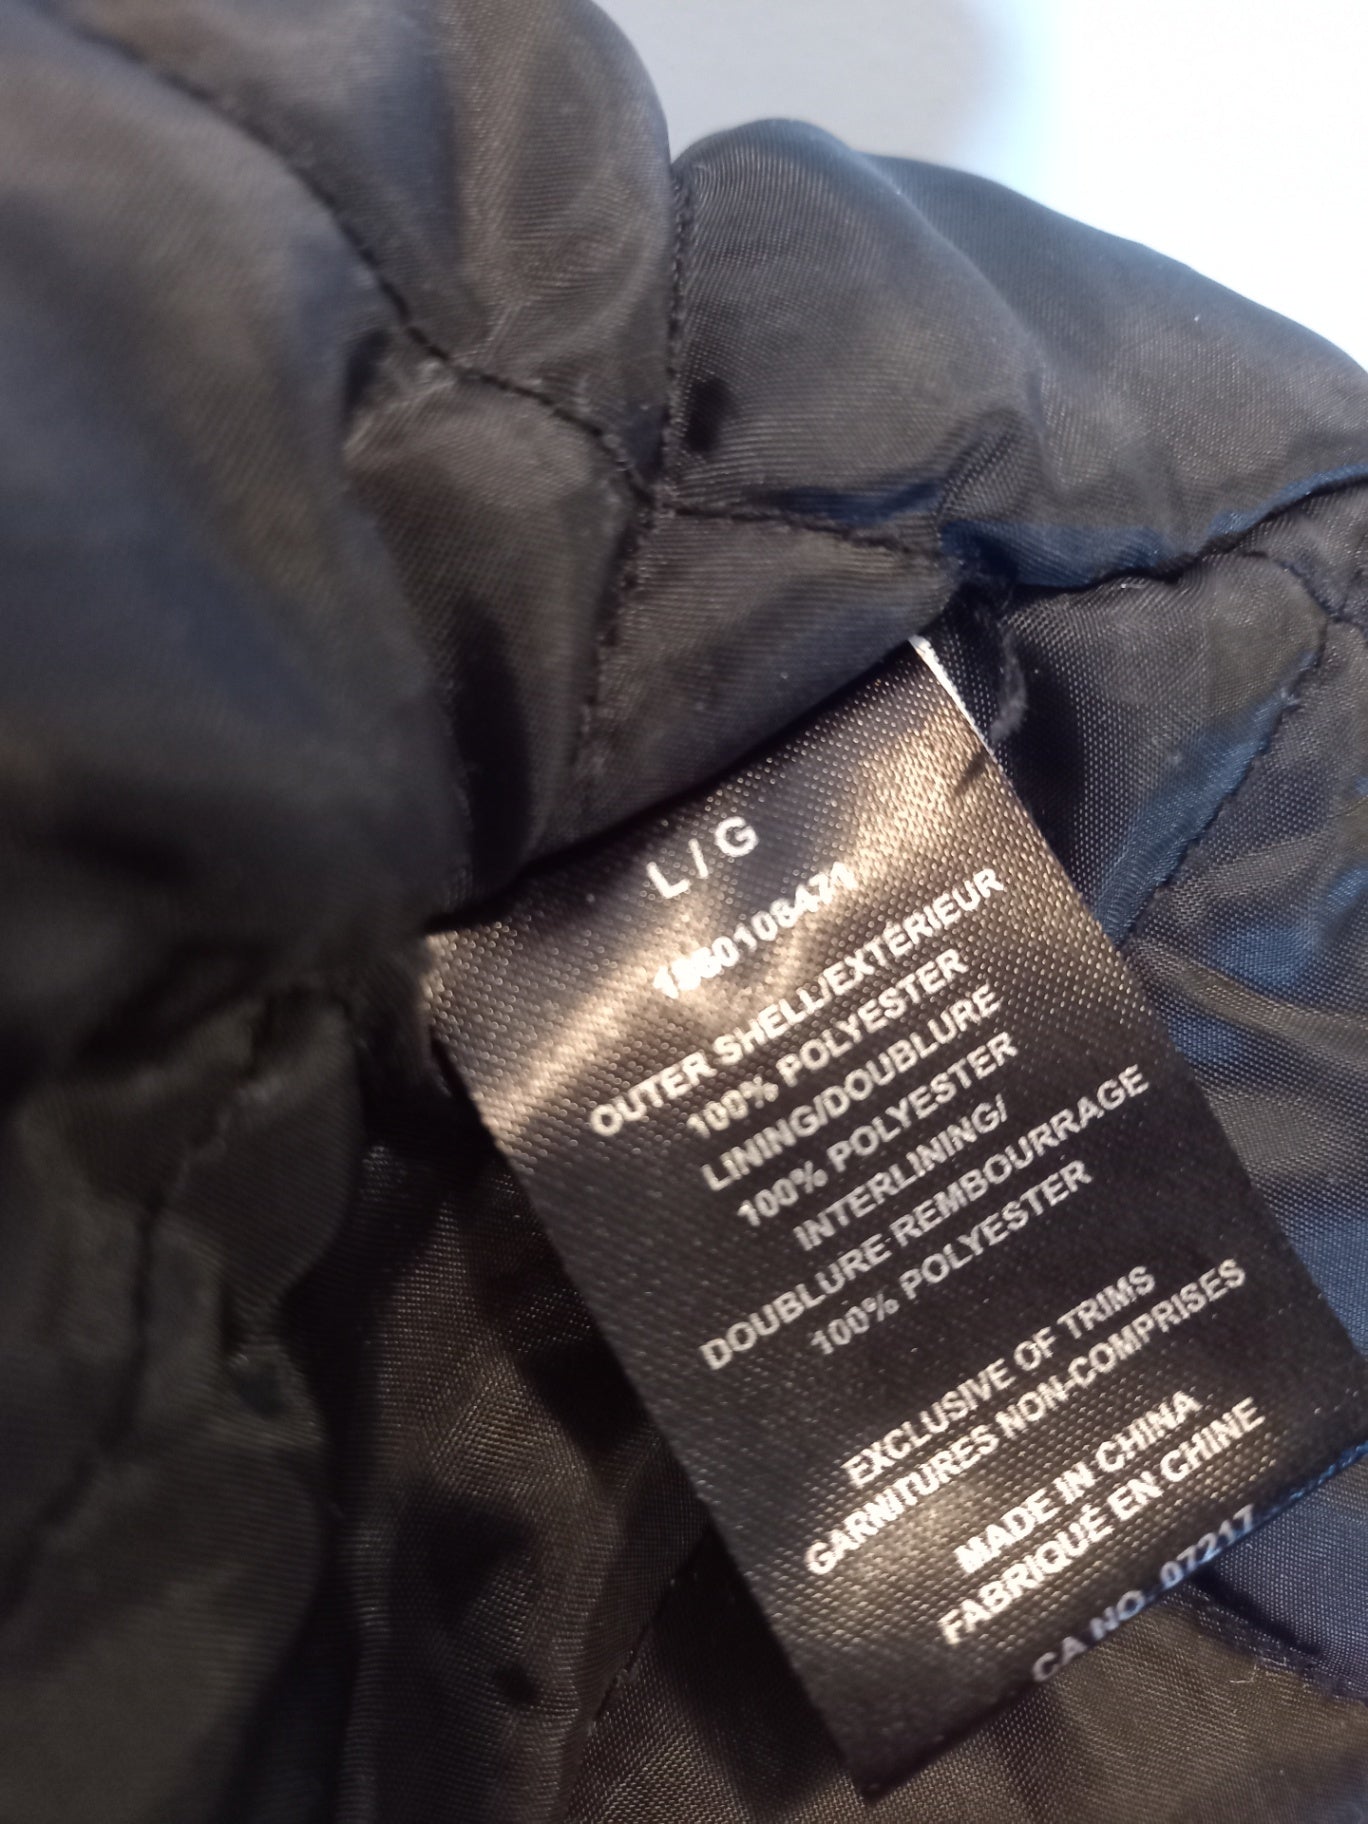 L / G
OUTER SHELL/EXTÉRIEUR
100% POLYESTER
LINING/DOUBLURE
100% POLYESTER
INTERLINING/
DOUBLURE REMBOURRAGE
100% POLYESTER
EXCLUSIVE OF TRIMS
GARNITURES NON-COMPRISES
MADE IN CHINA
FABRIQUÉ EN CHINE
CA NO. 07217